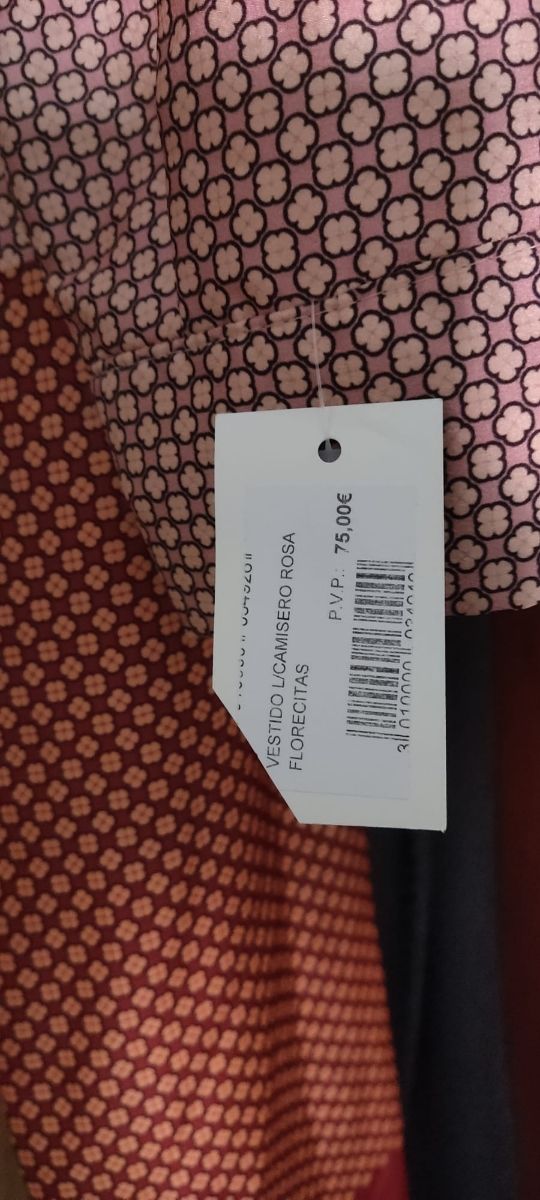 VESTIDO L/CAMISERO ROSA
FLORECITAS
P.V.P.: 75,00€